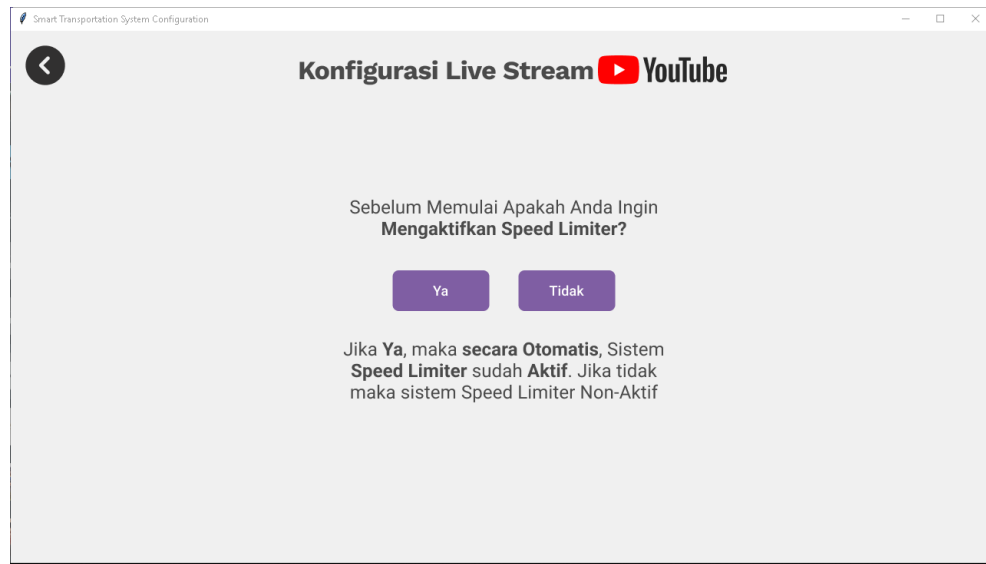 Smart Transportation System Configuration
Konfigurasi Live Stream YouTube
Sebelum Memulai Apakah Anda Ingin
Mengaktifkan Speed Limiter?
Ya
Tidak
Jika Ya, maka secara Otomatis, Sistem
Speed Limiter sudah Aktif. Jika tidak
maka sistem Speed Limiter Non-Aktif